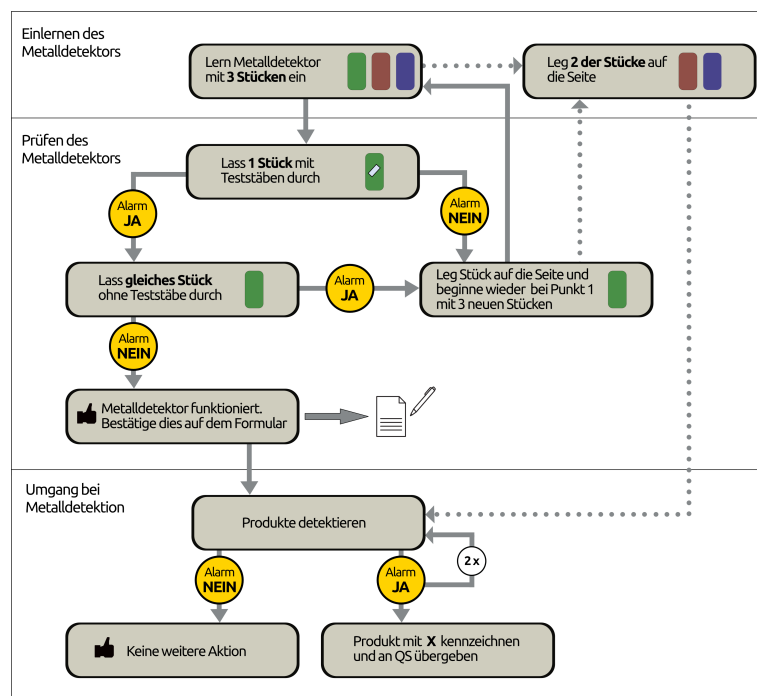 Einlernen des
Metalldetektors
Lern Metalldetektor
mit 3 Stücken ein
Leg 2 der Stücke auf
die Seite
Prüfen des
Metalldetektors
Lass 1 Stück mit
Teststäben durch
Alarm
JA
Alarm
NEIN
Lass gleiches Stück
ohne Teststäbe durch
Alarm
JA
Leg Stück auf die Seite und
beginne wieder bei Punkt 1
mit 3 neuen Stücken
Alarm
NEIN
Metalldetektor funktioniert.
Bestätige dies auf dem Formular
Umgang bei
Metalldetektion
Produkte detektieren
2 x
Alarm
NEIN
Alarm
JA
Keine weitere Aktion
Produkt mit X kennzeichnen
und an QS übergeben